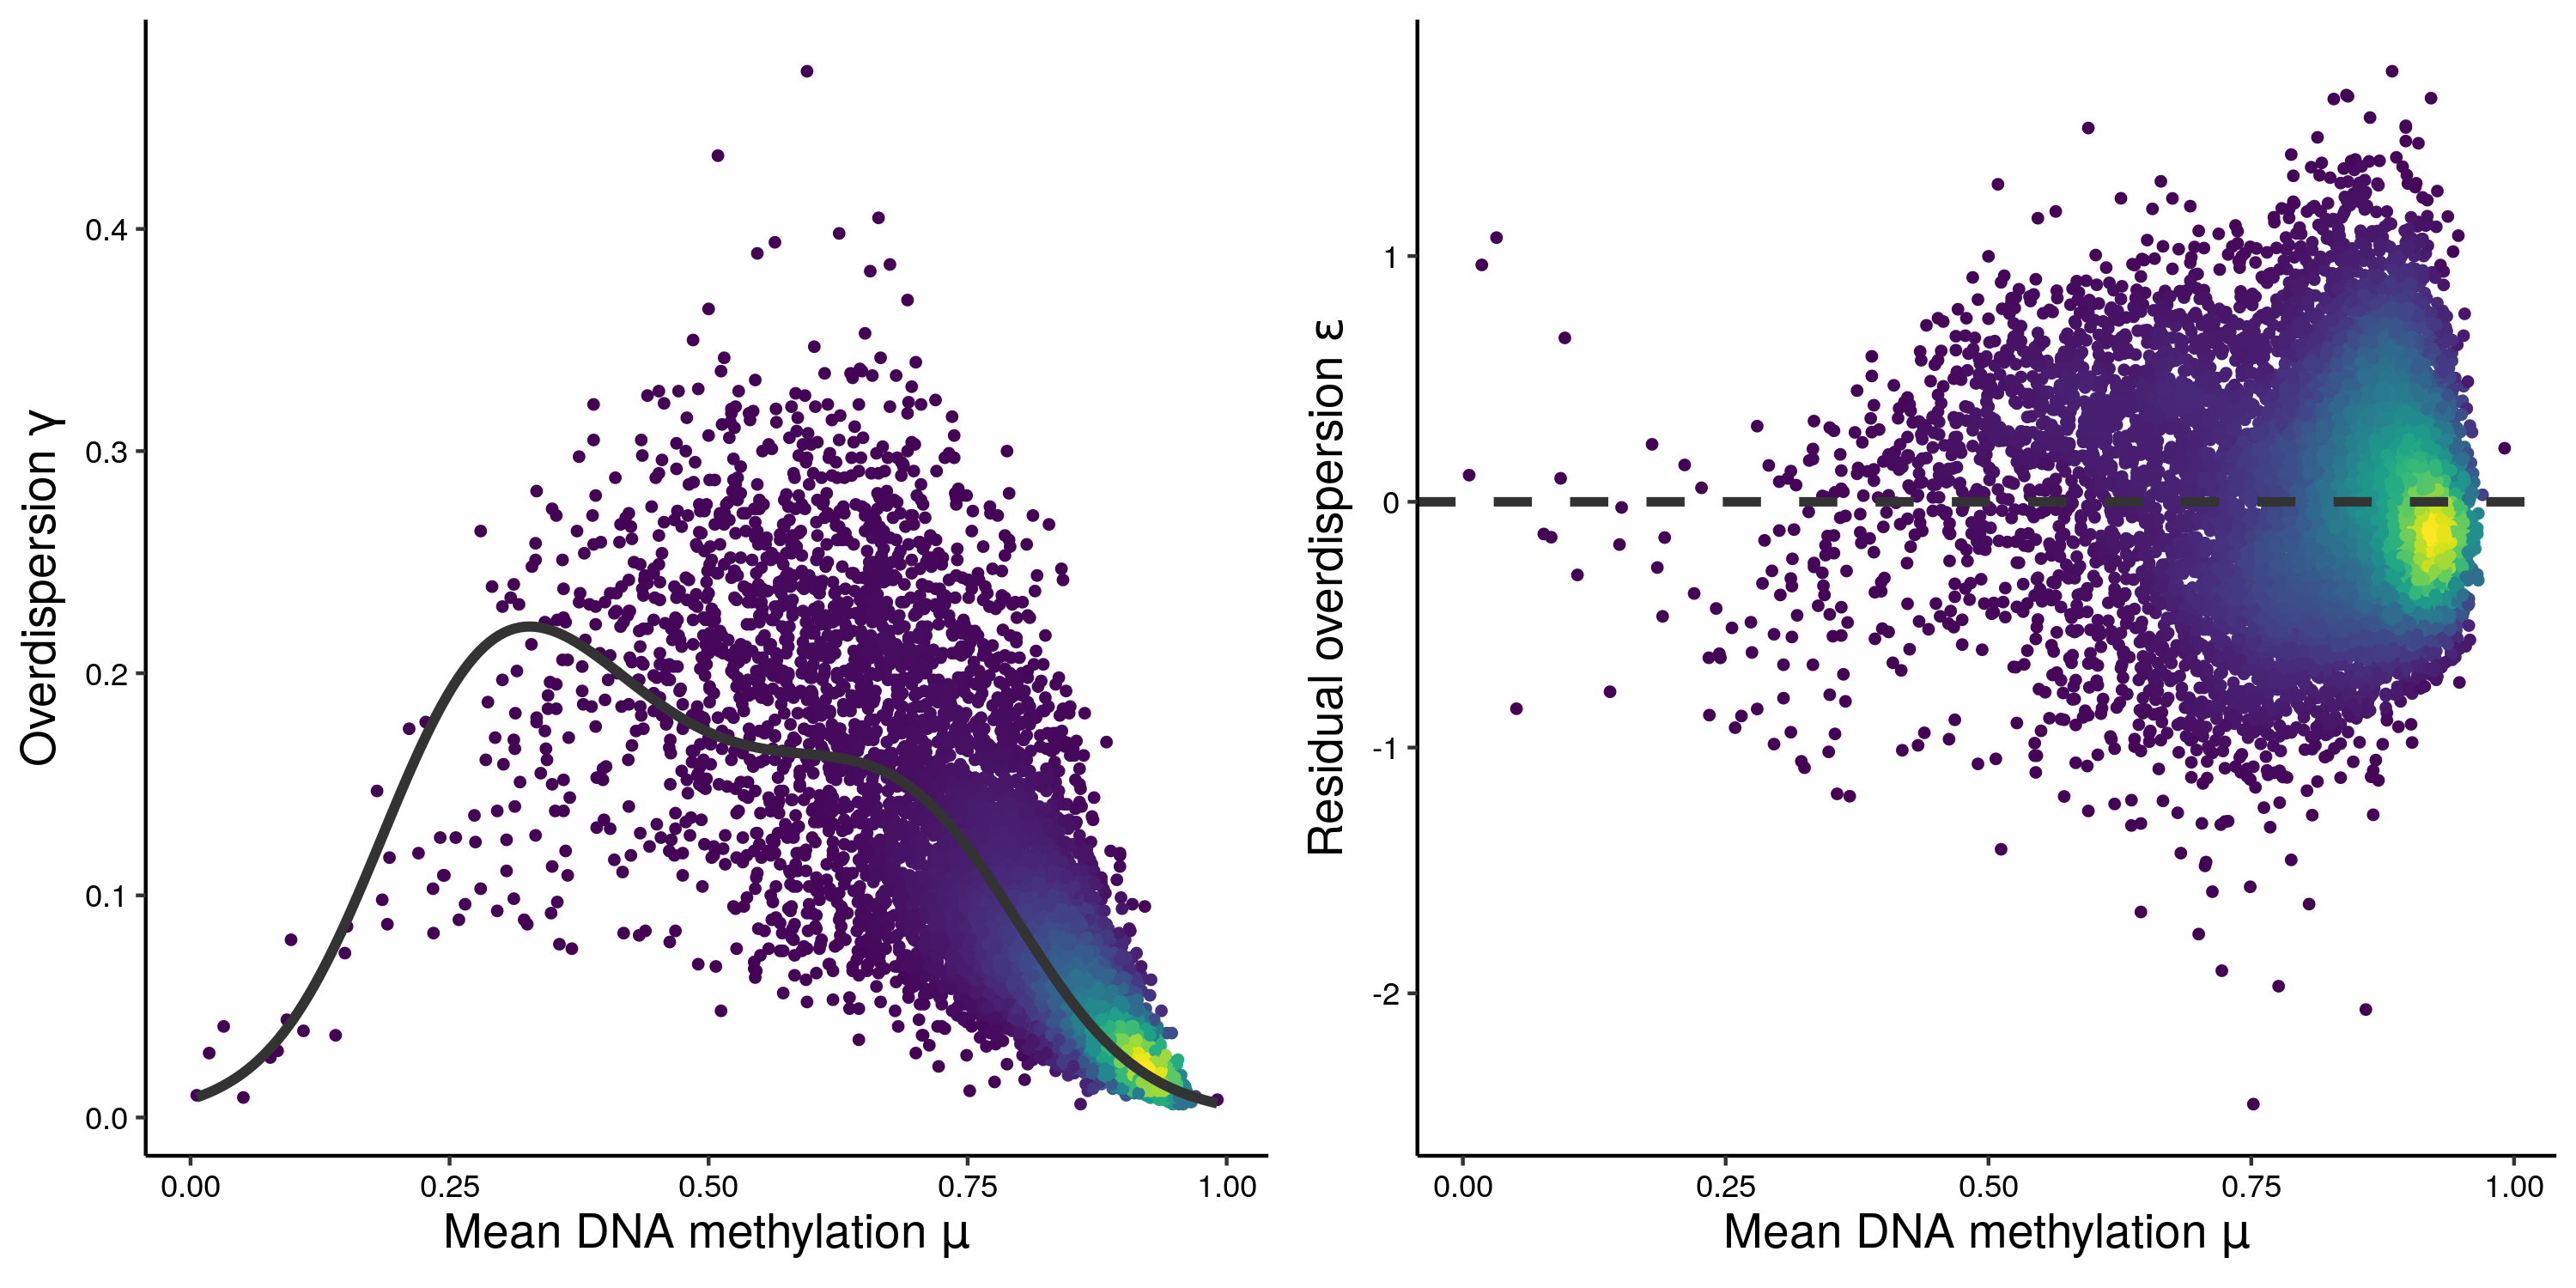 Overdispersion γ
0.4
0.3
0.2
0.1
0.0
0.00 0.25 0.50 0.75 1.00
Mean DNA methylation μ
Residual overdispersion ε
1
0
-1
-2
0.00 0.25 0.50 0.75 1.00
Mean DNA methylation μ